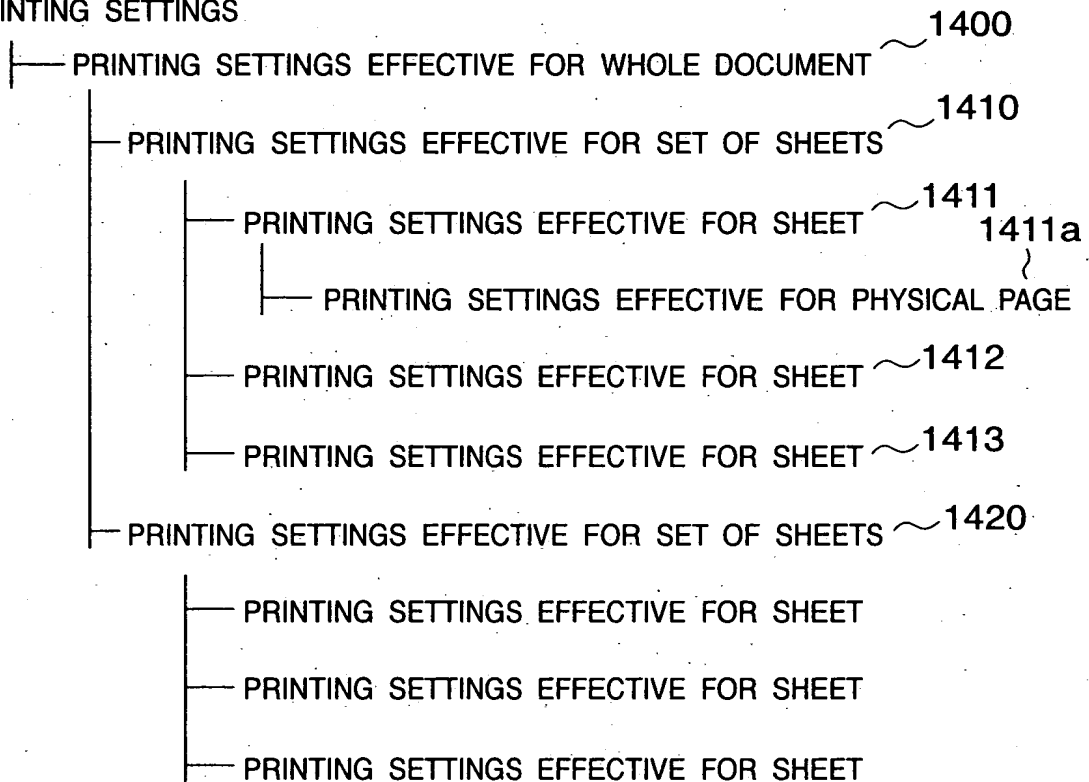 INTING SETTINGS
PRINTING SETTINGS EFFECTIVE FOR WHOLE DOCUMENT 1400
PRINTING SETTINGS EFFECTIVE FOR SET OF SHEETS 1410
PRINTING SETTINGS EFFECTIVE FOR SHEET 1411
1411a
PRINTING SETTINGS EFFECTIVE FOR PHYSICAL PAGE
PRINTING SETTINGS EFFECTIVE FOR SHEET 1412
PRINTING SETTINGS EFFECTIVE FOR SHEET 1413
PRINTING SETTINGS EFFECTIVE FOR SET OF SHEETS 1420
PRINTING SETTINGS EFFECTIVE FOR SHEET
PRINTING SETTINGS EFFECTIVE FOR SHEET
PRINTING SETTINGS EFFECTIVE FOR SHEET